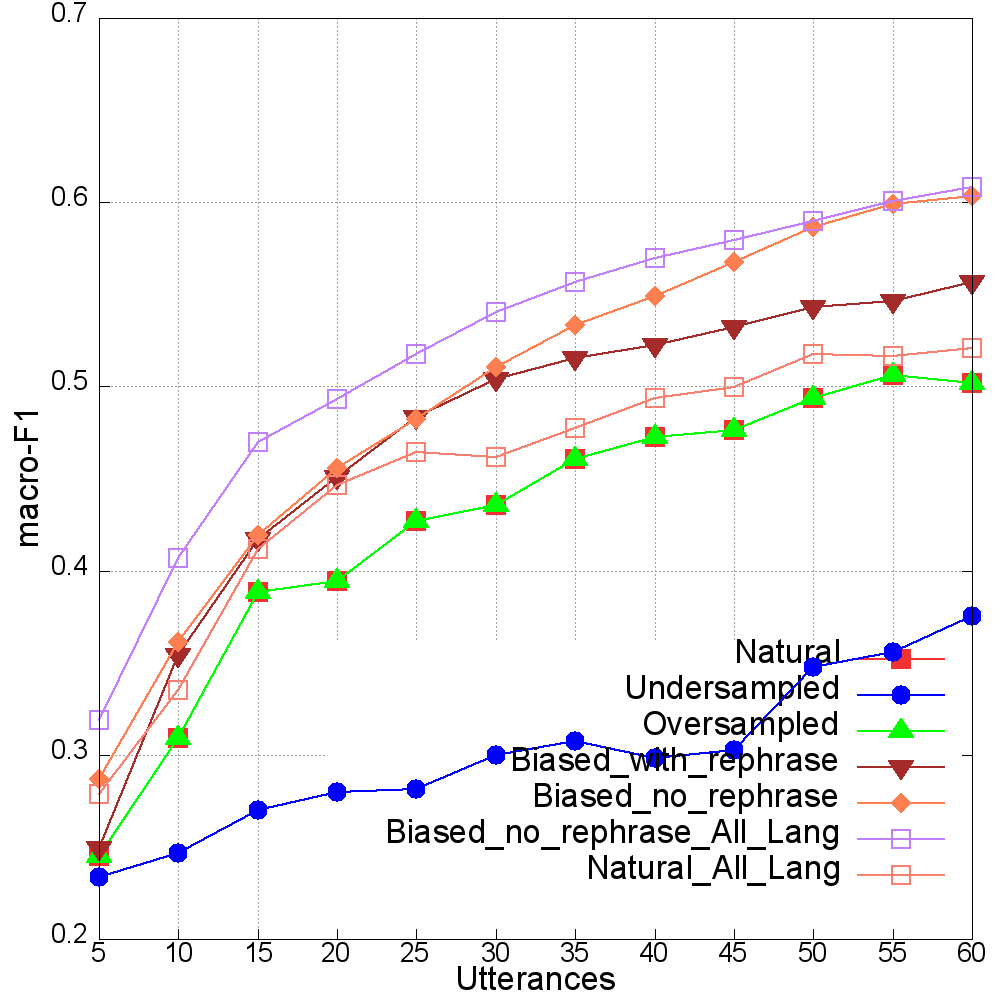 0.7
0.6
0.5
0.4
0.3
0.2
macro-F1
Natural
Undersampled
Oversampled
Biased_with_rephrase
Biased_no_rephrase
Biased_no_rephrase_All_Lang
Natural_All_Lang
5 10 15 20 25 30 35 40 45 50 55 60
Utterances